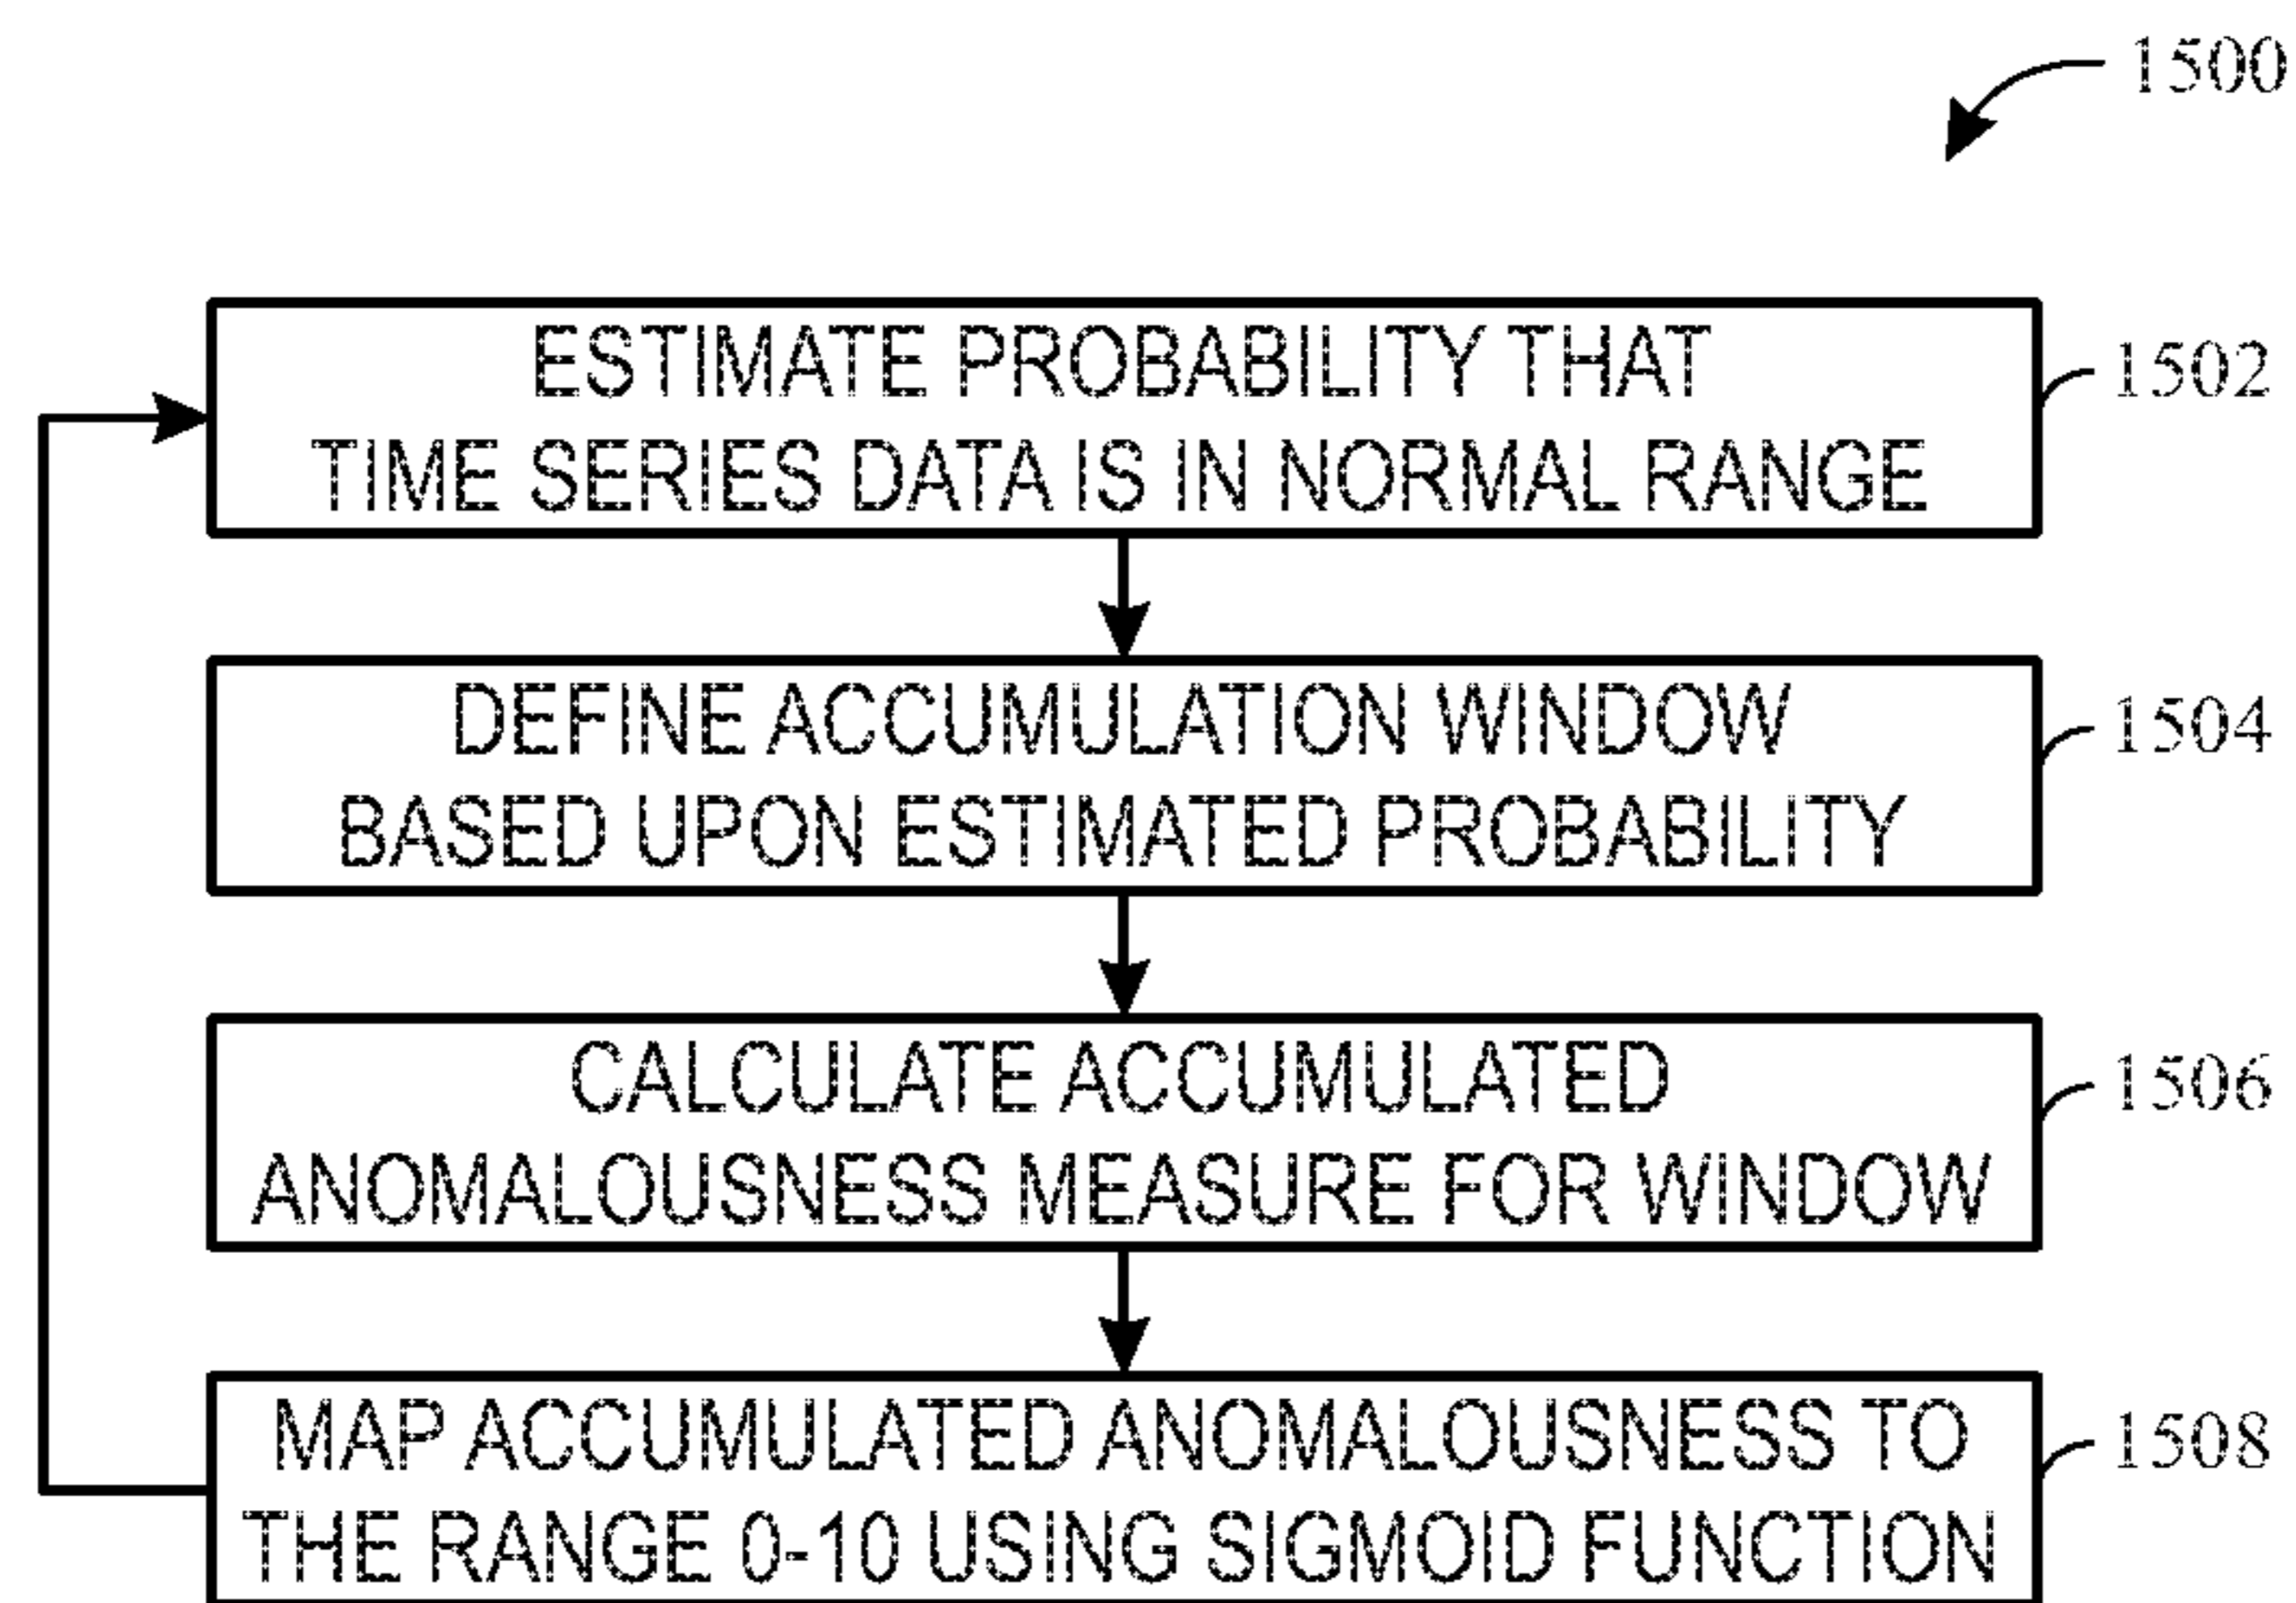 1500
ESTIMATE PROBABILITY THAT
TIME SERIES DATA IS IN NORMAL RANGE
1502
DEFINE ACCUMULATION WINDOW
BASED UPON ESTIMATED PROBABILITY
1504
CALCULATE ACCUMULATED
ANOMALOUSNESS MEASURE FOR WINDOW
1506
MAP ACCUMULATED ANOMALOUSNESS TO
THE RANGE 0-10 USING SIGMOID FUNCTION
1508